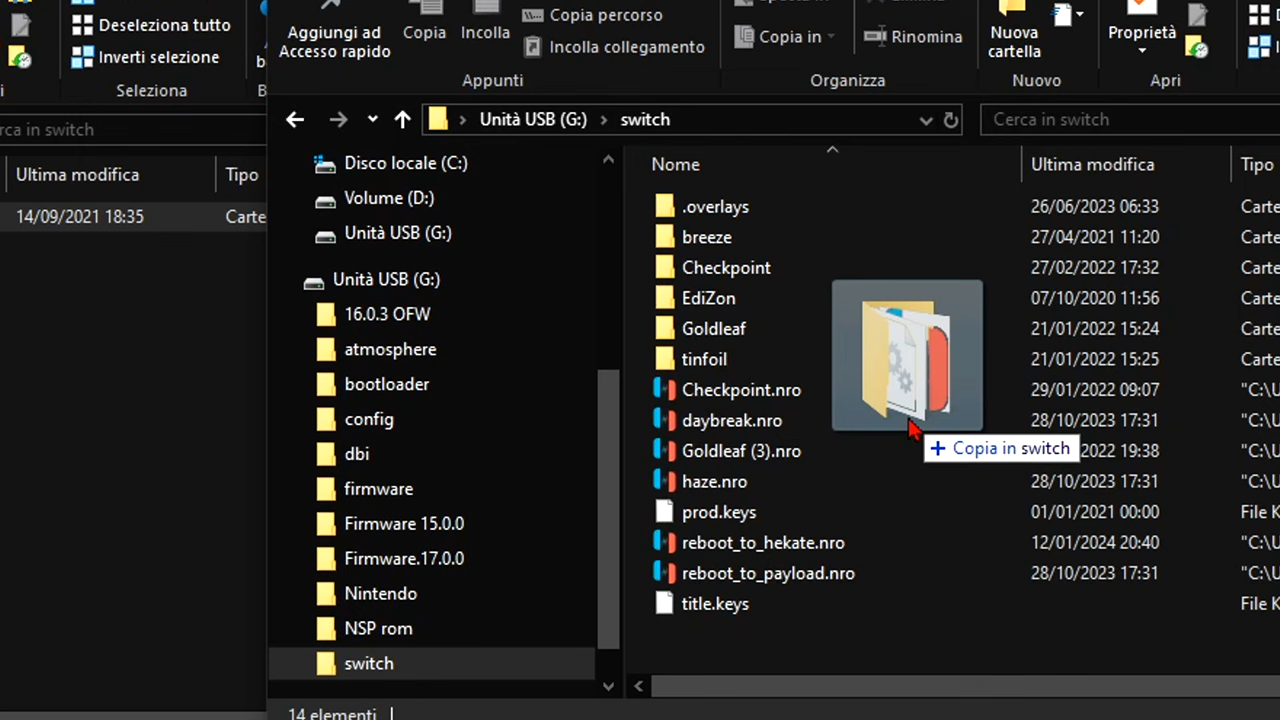 Deseleziona tutto
Inverti selezione
Seleziona
Aggiungi ad
Accesso rapido
Copia
Incolla
Copia percorso
Incolla collegamento
Appunti
Copia in
Rinomina
Organizza
Nuova
cartella
Nuovo
Proprietà
Apri
rca in switch
Ultima modifica
Tipo
14/09/2021 18:35
Carte
Unità USB (G:)
switch
Cerca in switch
Disco locale (C:)
Volume (D:)
Unità USB (G:)
Unità USB (G:)
16.0.3 OFW
atmosphere
bootloader
config
dbi
firmware
Firmware 15.0.0
Firmware.17.0.0
Nintendo
NSP rom
switch
Nome
Ultima modifica
Tipo
.overlays
26/06/2023 06:33
Carte
breeze
27/04/2021 11:20
Carte
Checkpoint
27/02/2022 17:32
Carte
EdiZon
07/10/2020 11:56
Carte
Goldleaf
21/01/2022 15:24
Carte
tinfoil
21/01/2022 15:25
Carte
Checkpoint.nro
29/01/2022 09:07
"C:\U
daybreak.nro
28/10/2023 17:31
"C:\U
Goldleaf (3).nro
2022 19:38
"C:\U
haze.nro
28/10/2023 17:31
"C:\U
prod.keys
01/01/2021 00:00
File K
reboot_to_hekate.nro
12/01/2024 20:40
"C:\U
reboot_to_payload.nro
28/10/2023 17:31
"C:\U
title.keys
File K
Copia in switch
14 elementi